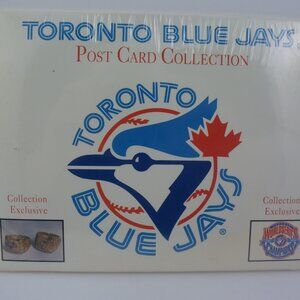 TORONTO BLUE JAYS
POST CARD COLLECTION
TORONTO
BLUE JAYS
Collection
Exclusive
Collection
Exclusive